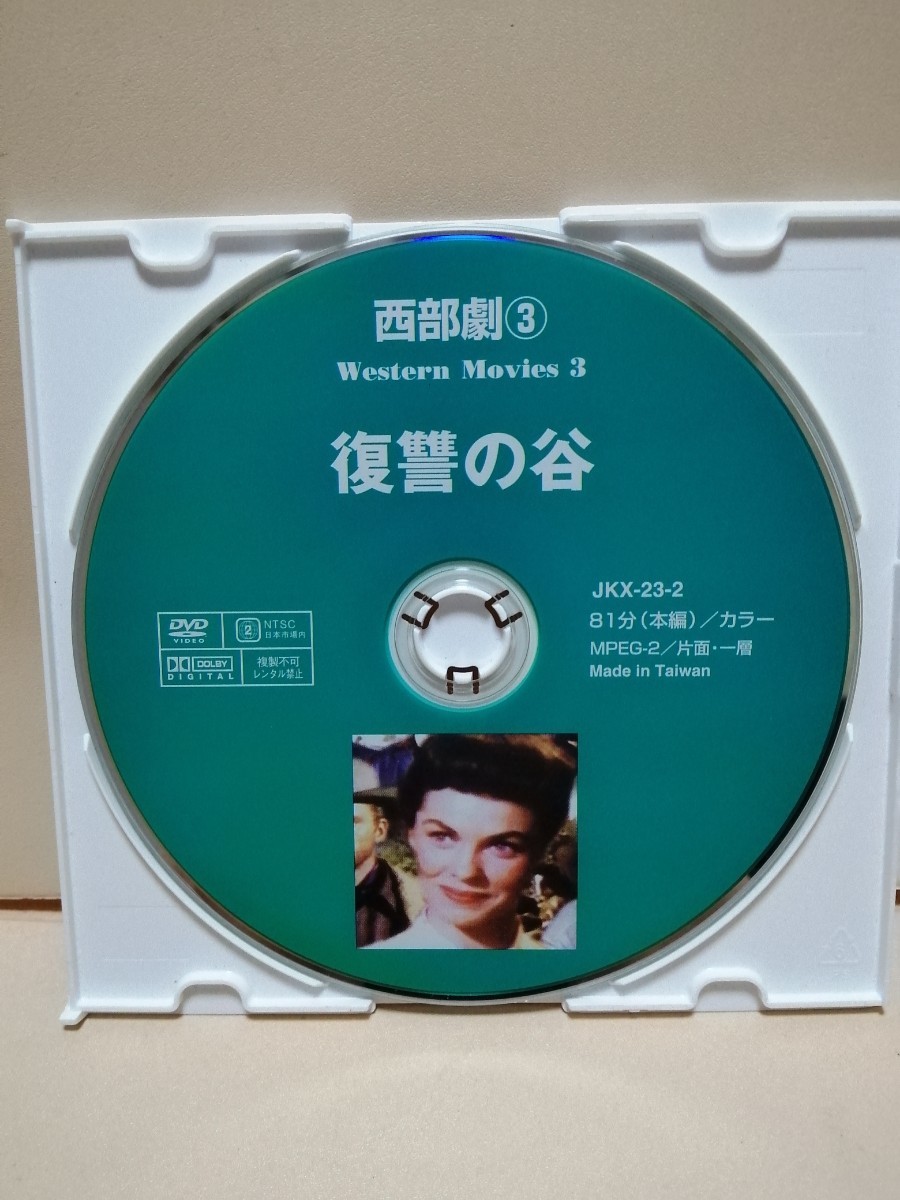 西部劇③
Western Movies 3
復讐の谷
JKX-23-2
81分(本編)／カラー
MPEG-2／片面・一層
Made in Taiwan
DVD
VIDEO
2
NTSC
日本市場内
DOLBY
DIGITAL
複製不可
レンタル禁止